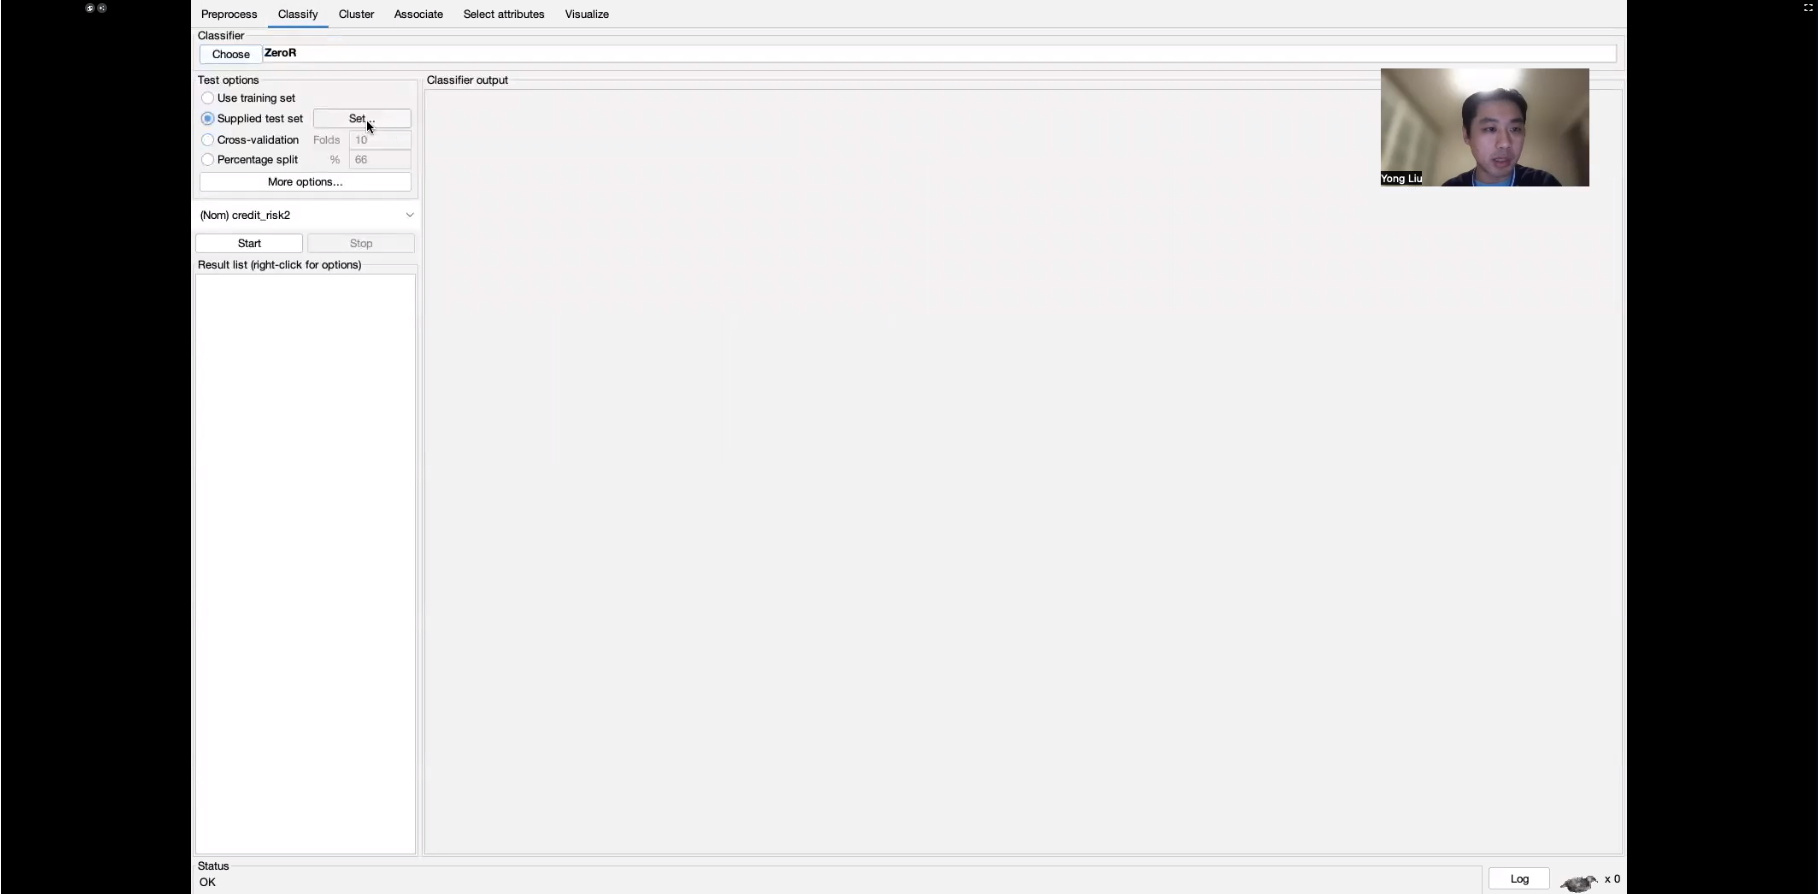 Preprocess Classify Cluster Associate Select attributes Visualize
Classifier
Choose ZeroR
Test options
Use training set
Supplied test set Set...
Cross-validation Folds 10
Percentage split % 66
More options...
(Nom) credit_risk2
Start Stop
Result list (right-click for options)
Classifier output
Yong Liu
Status
OK
Log x 0